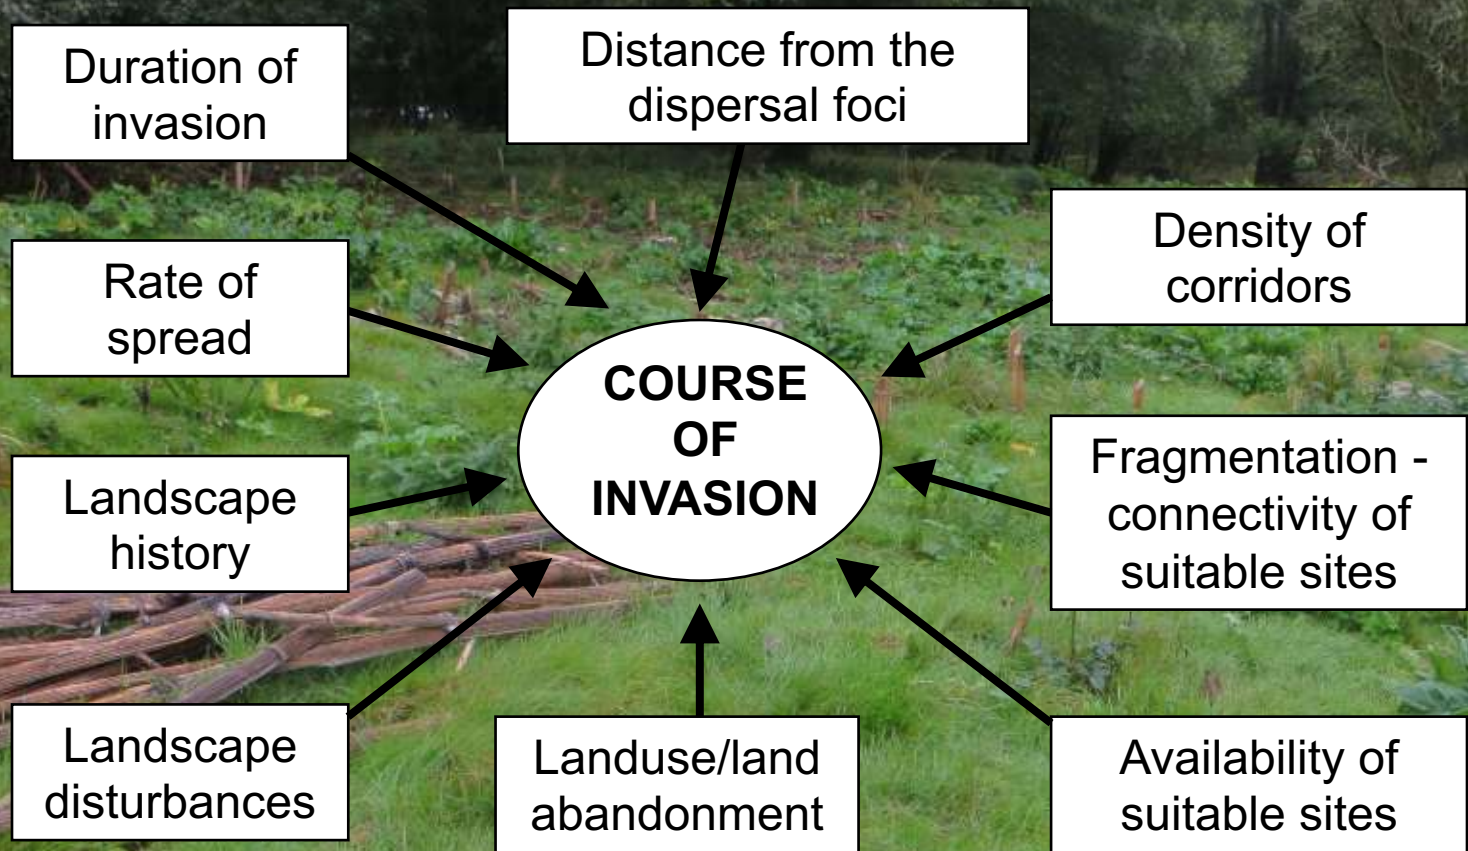 Duration of
invasion
Distance from the
dispersal foci
Rate of
spread
Density of
corridors
COURSE
OF
INVASION
Landscape
history
Fragmentation -
connectivity of
suitable sites
Landscape
disturbances
Landuse/land
abandonment
Availability of
suitable sites